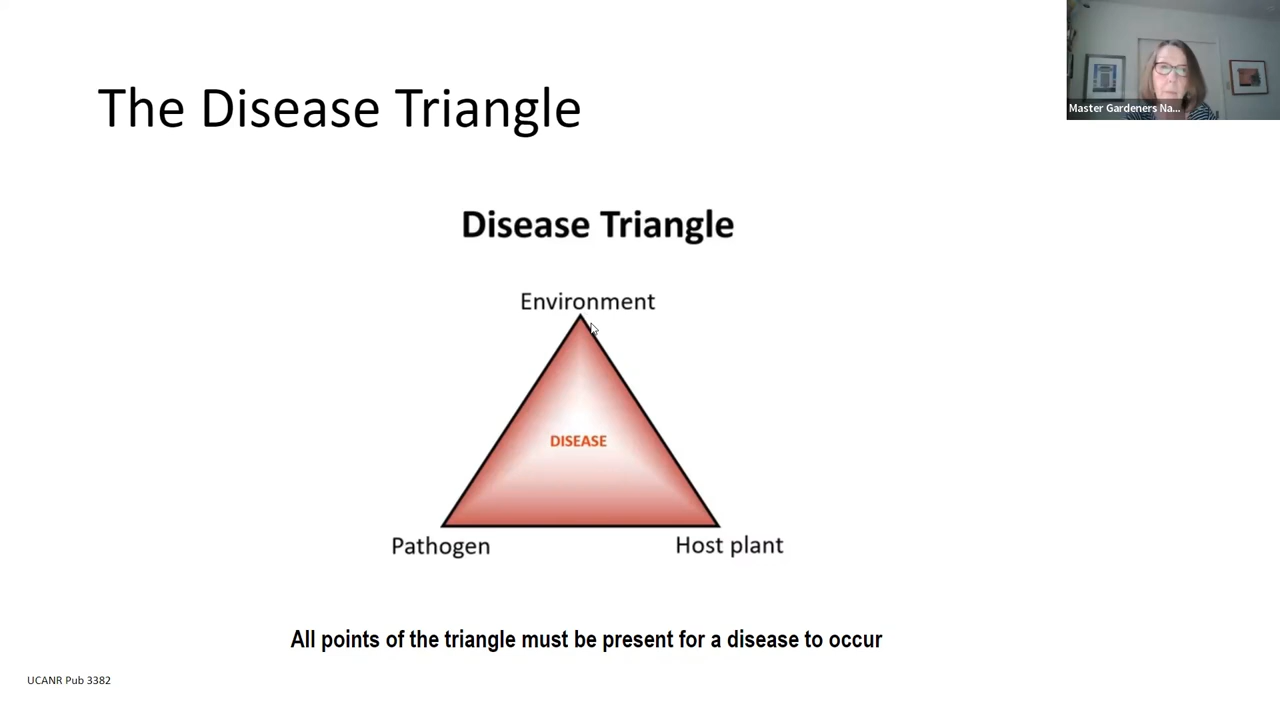 The Disease Triangle
Master Gardeners Na...
Disease Triangle
Environment
DISEASE
Pathogen
Host plant
All points of the triangle must be present for a disease to occur
UCANR Pub 3382